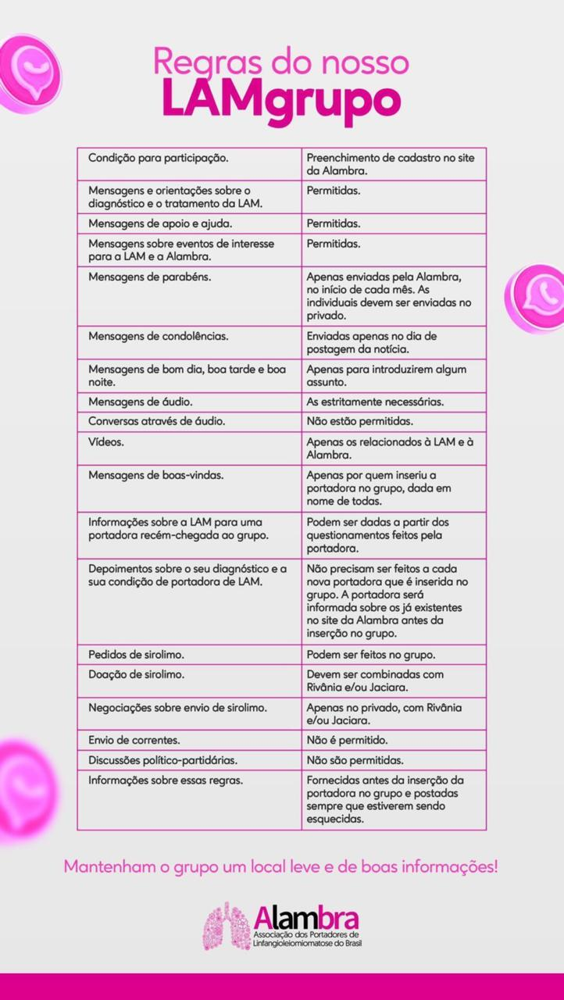 Regras do nosso
LAMgrupo
Condição para participação.
Preenchimento de cadastro no site
da Alambra.
Mensagens e orientações sobre o
diagnóstico e o tratamento da LAM.
Permitidas.
Mensagens de apoio e ajuda.
Permitidas.
Mensagens sobre eventos de interesse
para a LAM e a Alambra.
Permitidas.
Mensagens de parabéns.
Apenas enviadas pela Alambra,
no início de cada mês. As
individuais devem ser enviadas no
privado.
Mensagens de condolências.
Enviadas apenas no dia de
postagem da notícia.
Mensagens de bom dia, boa tarde e boa
noite.
Apenas para introduzirem algum
assunto.
Mensagens de áudio.
As estritamente necessárias.
Conversas através de áudio.
Não estão permitidas.
Vídeos.
Apenas os relacionados à LAM e à
Alambra.
Mensagens de boas-vindas.
Apenas por quem inseriu a
portadora no grupo, dada em
nome de todas.
Informações sobre a LAM para uma
portadora recém-chegada ao grupo.
Podem ser dadas a partir dos
questionamentos feitos pela
portadora.
Depoimentos sobre o seu diagnóstico e a
sua condição de portadora de LAM.
Não precisam ser feitos a cada
nova portadora que é inserida no
grupo. A portadora será
informada sobre os já existentes
no site da Alambra antes da
inserção no grupo.
Pedidos de sirolimo.
Podem ser feitos no grupo.
Doação de sirolimo.
Devem ser combinadas com
Rivânia e/ou Jaciara.
Negociações sobre envio de sirolimo.
Apenas no privado, com Rivânia
e/ou Jaciara.
Envio de correntes.
Não é permitido.
Discussões político-partidárias.
Não são permitidas.
Informações sobre essas regras.
Fornecidas antes da inserção da
portadora no grupo e postadas
sempre que estiverem sendo
esquecidas.
Mantenham o grupo um local leve e de boas informações!
Alambra
Associação dos Portadores de
Linfangioleiomiomatose do Brasil